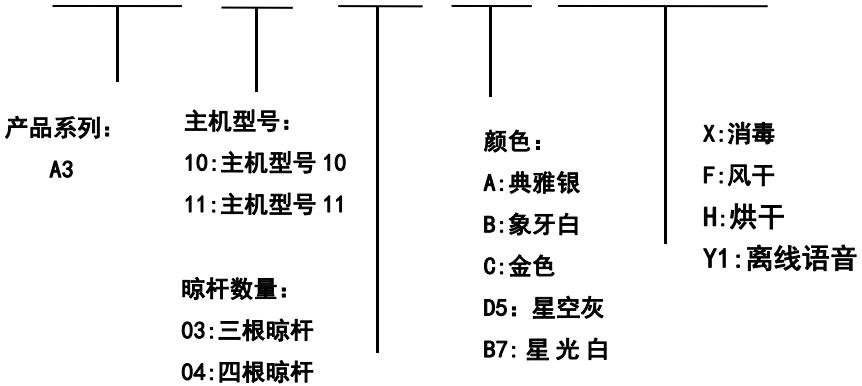 产品系列：
A3
主机型号：
10:主机型号 10
11:主机型号 11
晾杆数量：
03:三根晾杆
04:四根晾杆
颜色：
A:典雅银
B:象牙白
C:金色
D5：星空灰
B7: 星 光 白
X:消毒
F:风干
H:烘干
Y1:离线语音